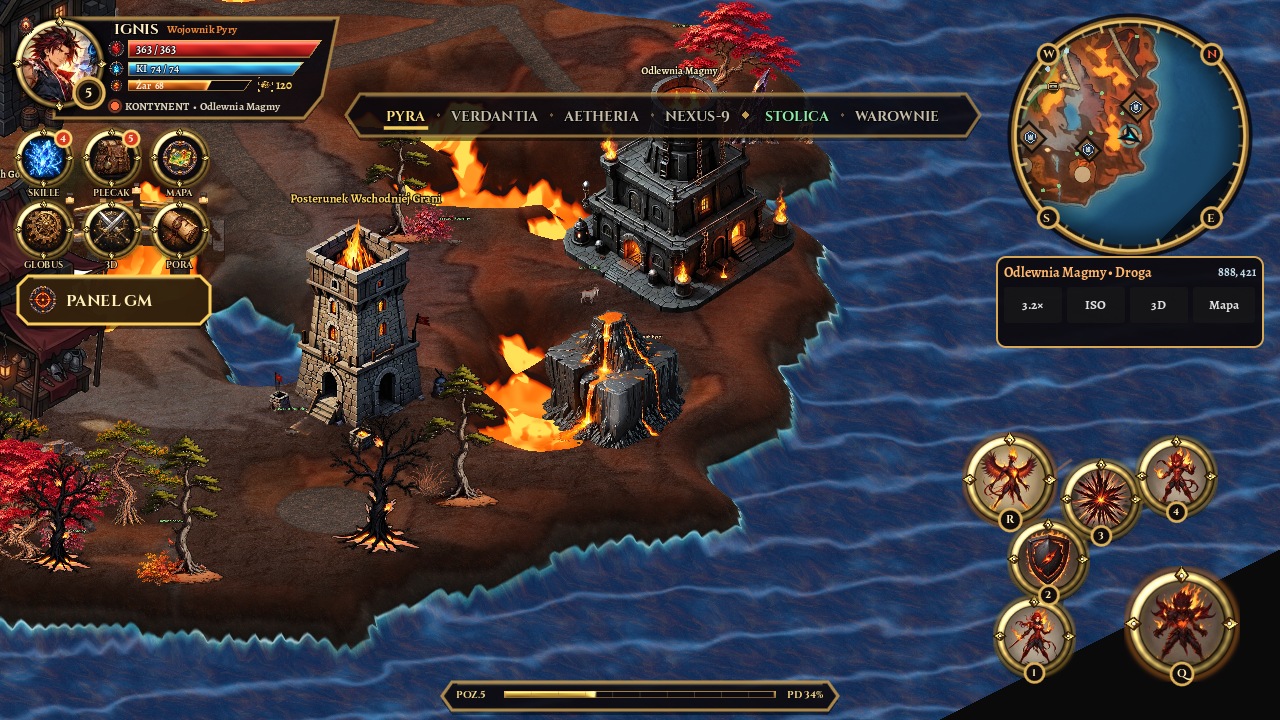 IGNIS Wojownik Pyry
363 / 363
KI 74 / 74
Żar 68
120
5
KONTYNENT • Odlewnia Magmy
PYRA • VERDANTIA • AETHERIA • NEXUS-9 ◆ STOLICA • WAROWNIE
Odlewnia Magmy
W
N
S
E
4
5
SKILLE
PLECAK
MAPA
GLOBUS
3D
PORA
PANEL GM
Posterunek Wschodniej Grani
Odlewnia Magmy • Droga
888, 421
3.2×
ISO
3D
Mapa
R
4
3
2
1
Q
POZ.5
PD 34%